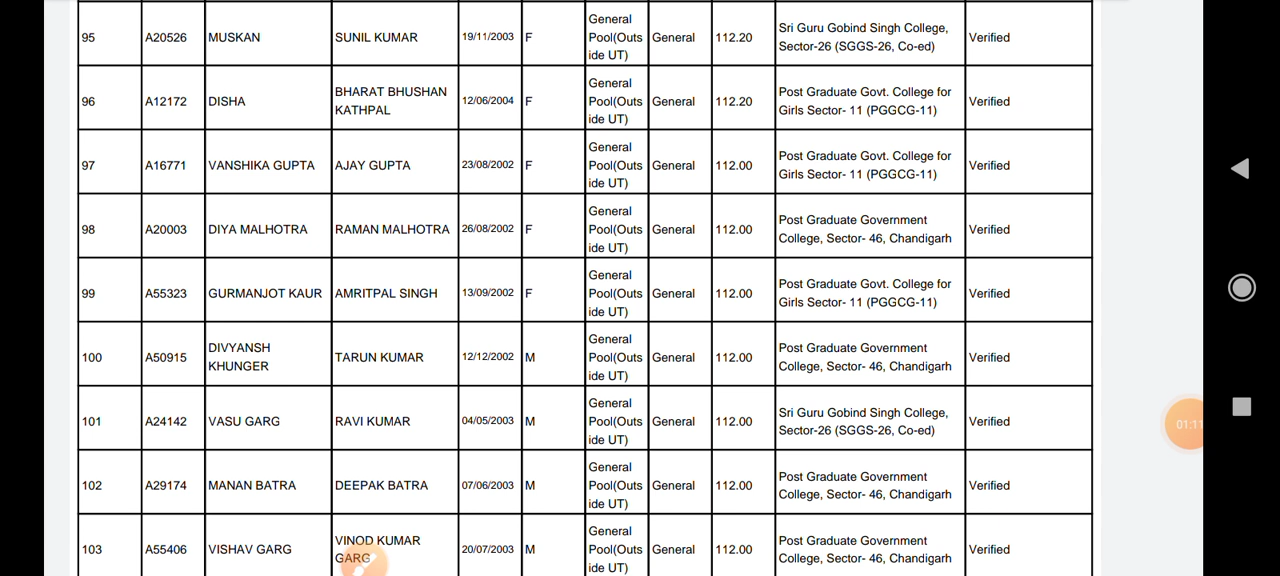 95 A20526 MUSKAN SUNIL KUMAR 19/11/2003 F General Pool(Outs ide UT) General 112.20 Sri Guru Gobind Singh College, Sector-26 (SGGS-26, Co-ed) Verified
96 A12172 DISHA BHARAT BHUSHAN KATHPAL 12/06/2004 F General Pool(Outs ide UT) General 112.20 Post Graduate Govt. College for Girls Sector- 11 (PGGCG-11) Verified
97 A16771 VANSHIKA GUPTA AJAY GUPTA 23/08/2002 F General Pool(Outs ide UT) General 112.00 Post Graduate Govt. College for Girls Sector- 11 (PGGCG-11) Verified
98 A20003 DIYA MALHOTRA RAMAN MALHOTRA 26/08/2002 F General Pool(Outs ide UT) General 112.00 Post Graduate Government College, Sector- 46, Chandigarh Verified
99 A55323 GURMANJOT KAUR AMRITPAL SINGH 13/09/2002 F General Pool(Outs ide UT) General 112.00 Post Graduate Govt. College for Girls Sector- 11 (PGGCG-11) Verified
100 A50915 DIVYANSH KHUNGER TARUN KUMAR 12/12/2002 M General Pool(Outs ide UT) General 112.00 Post Graduate Government College, Sector- 46, Chandigarh Verified
101 A24142 VASU GARG RAVI KUMAR 04/05/2003 M General Pool(Outs ide UT) General 112.00 Sri Guru Gobind Singh College, Sector-26 (SGGS-26, Co-ed) Verified
102 A29174 MANAN BATRA DEEPAK BATRA 07/06/2003 M General Pool(Outs ide UT) General 112.00 Post Graduate Government College, Sector- 46, Chandigarh Verified
103 A55406 VISHAV GARG VINOD KUMAR GARG 20/07/2003 M General Pool(Outs ide UT) General 112.00 Post Graduate Government College, Sector- 46, Chandigarh Verified
01:11